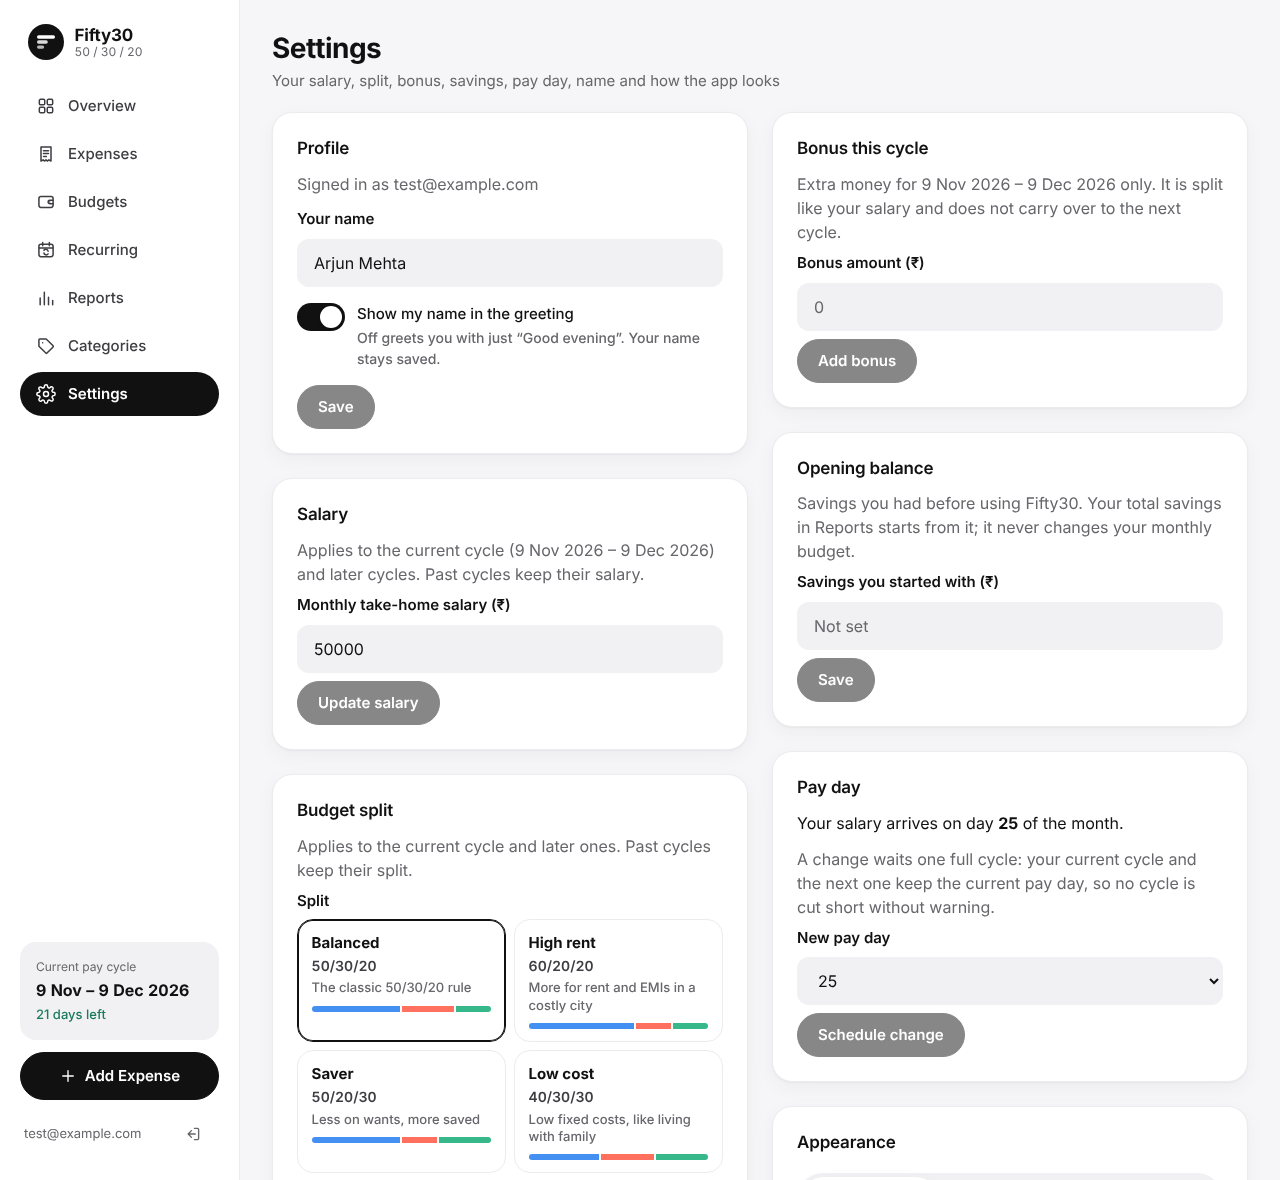 Fifty30
50 / 30 / 20
Overview
Expenses
Budgets
Recurring
Reports
Categories
Settings
Current pay cycle
9 Nov – 9 Dec 2026
21 days left
Add Expense
test@example.com
Settings
Your salary, split, bonus, savings, pay day, name and how the app looks
Profile
Signed in as test@example.com
Your name
Arjun Mehta
Show my name in the greeting
Off greets you with just “Good evening”. Your name
stays saved.
Save
Salary
Applies to the current cycle (9 Nov 2026 – 9 Dec 2026)
and later cycles. Past cycles keep their salary.
Monthly take-home salary (₹)
50000
Update salary
Budget split
Applies to the current cycle and later ones. Past cycles
keep their split.
Split
Balanced
50/30/20
The classic 50/30/20 rule
High rent
60/20/20
More for rent and EMIs in a
costly city
Saver
50/20/30
Less on wants, more saved
Low cost
40/30/30
Low fixed costs, like living
with family
Bonus this cycle
Extra money for 9 Nov 2026 – 9 Dec 2026 only. It is split
like your salary and does not carry over to the next
cycle.
Bonus amount (₹)
0
Add bonus
Opening balance
Savings you had before using Fifty30. Your total savings
in Reports starts from it; it never changes your monthly
budget.
Savings you started with (₹)
Not set
Save
Pay day
Your salary arrives on day 25 of the month.
A change waits one full cycle: your current cycle and
the next one keep the current pay day, so no cycle is
cut short without warning.
New pay day
25
Schedule change
Appearance